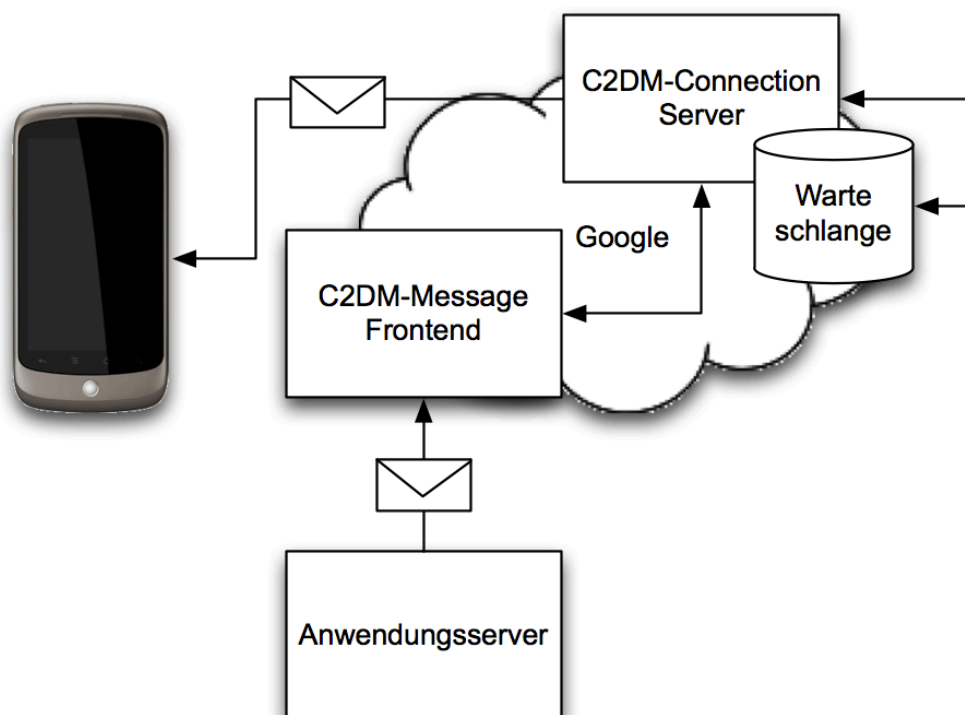 C2DM-Connection
Server
Warte
schlange
Google
C2DM-Message
Frontend
Anwendungsserver